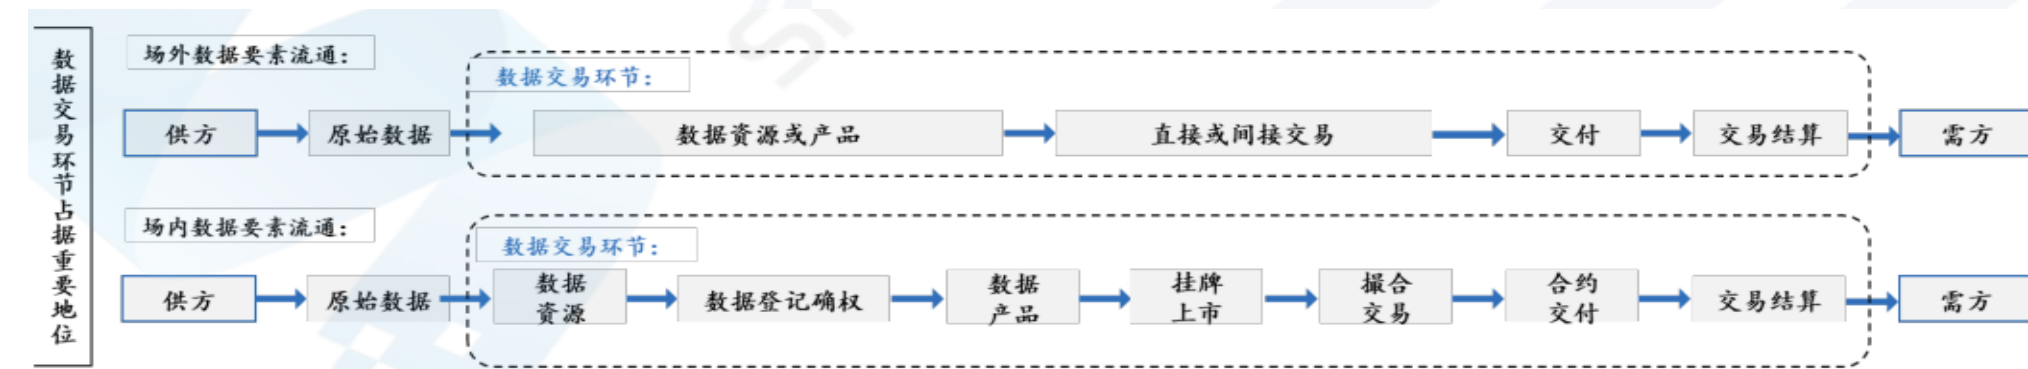 数据交易环节占据重要地位
场外数据要素流通：
数据交易环节：
供方
原始数据
数据资源或产品
直接或间接交易
交付
交易结算
需方
场内数据要素流通：
数据交易环节：
供方
原始数据
数据
资源
数据登记确权
数据
产品
挂牌
上市
撮合
交易
合约
交付
交易结算
需方